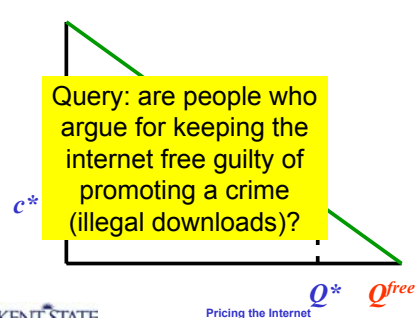 Query: are people who
argue for keeping the
internet free guilty of
promoting a crime
(illegal downloads)?
c*
Q* Qfree
KENT STATE
Pricing the Internet